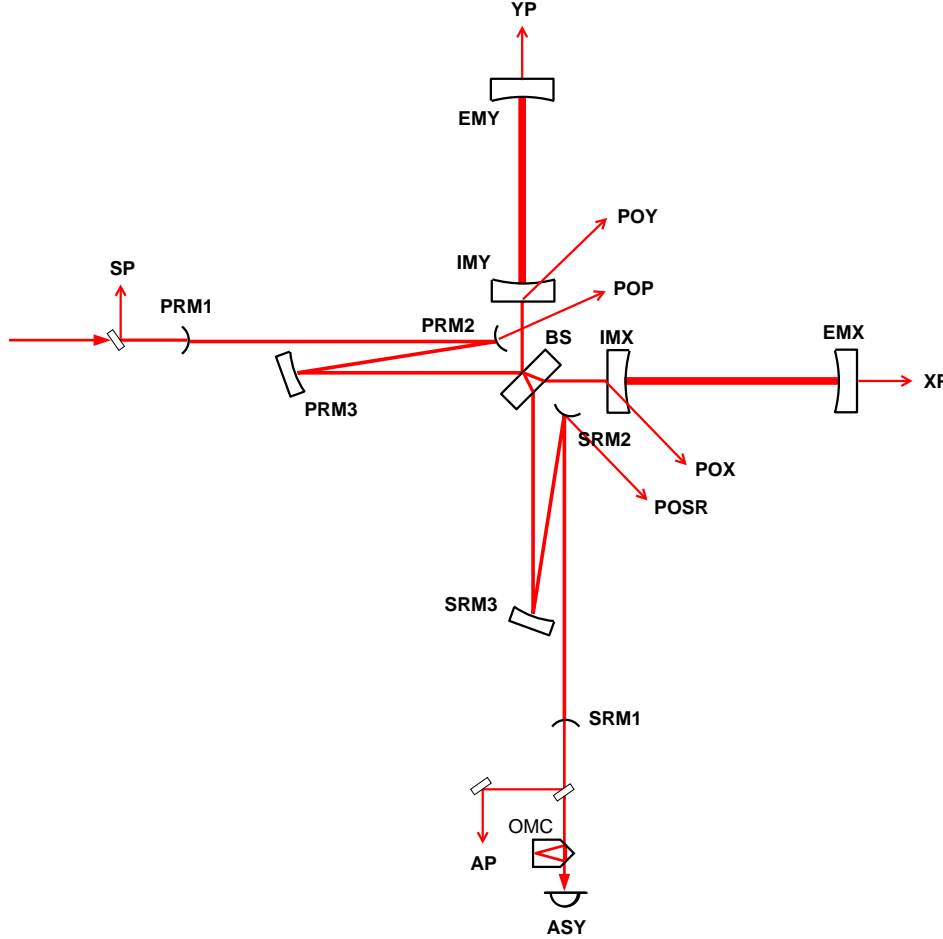 YP
EMY
POY
IMY
SP
POP
PRM1
PRM2
BS
IMX
EMX
XP
PRM3
SRM2
POX
POSR
SRM3
SRM1
OMC
AP
ASY